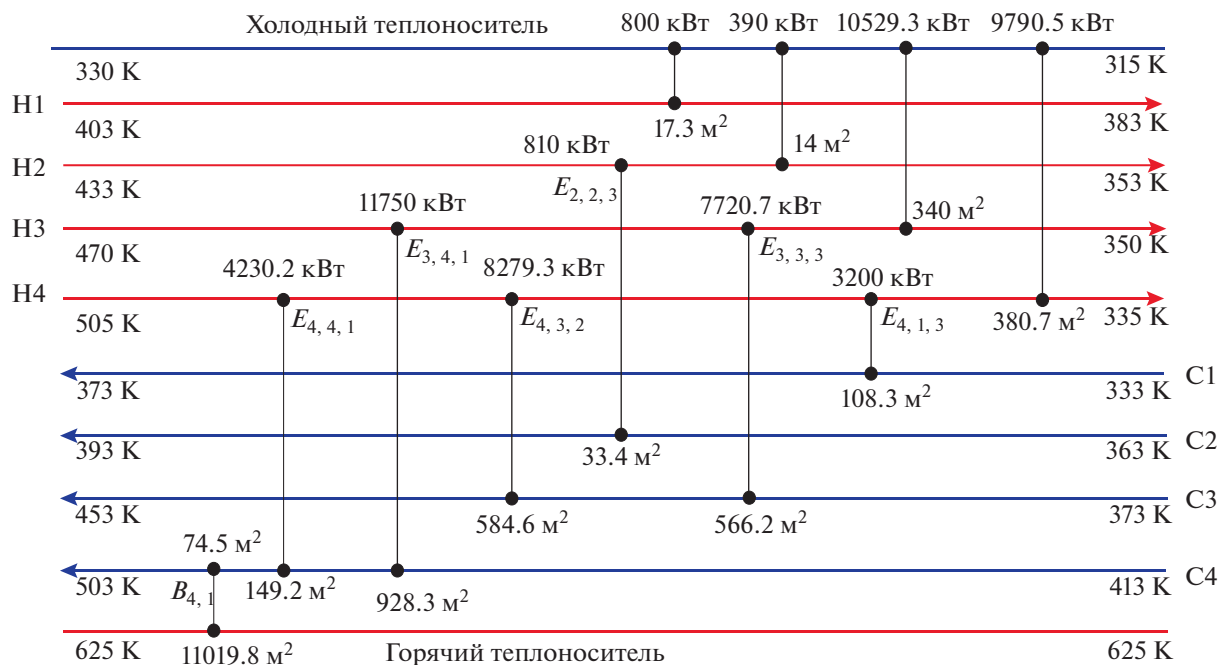 Холодный теплоноситель 800 кВт 390 кВт 10529.3 кВт 9790.5 кВт
330 K 315 K
H1
403 K 17.3 м² 383 K
H2 810 кВт 14 м²
433 K E₂, ₂, ₃ 353 K
11750 кВт 7720.7 кВт
H3 340 м²
470 K E₃, ₄, ₁ E₃, ₃, ₃ 350 K
4230.2 кВт 8279.3 кВт 3200 кВт
H4
505 K E₄, ₄, ₁ E₄, ₃, ₂ E₄, ₁, ₃ 380.7 м² 335 K
C1
373 K 108.3 м² 333 K
C2
393 K 33.4 м² 363 K
C3
453 K 584.6 м² 566.2 м² 373 K
74.5 м²
C4
503 K B₄, ₁ 149.2 м² 928.3 м² 413 K
625 K 11019.8 м² Горячий теплоноситель 625 K